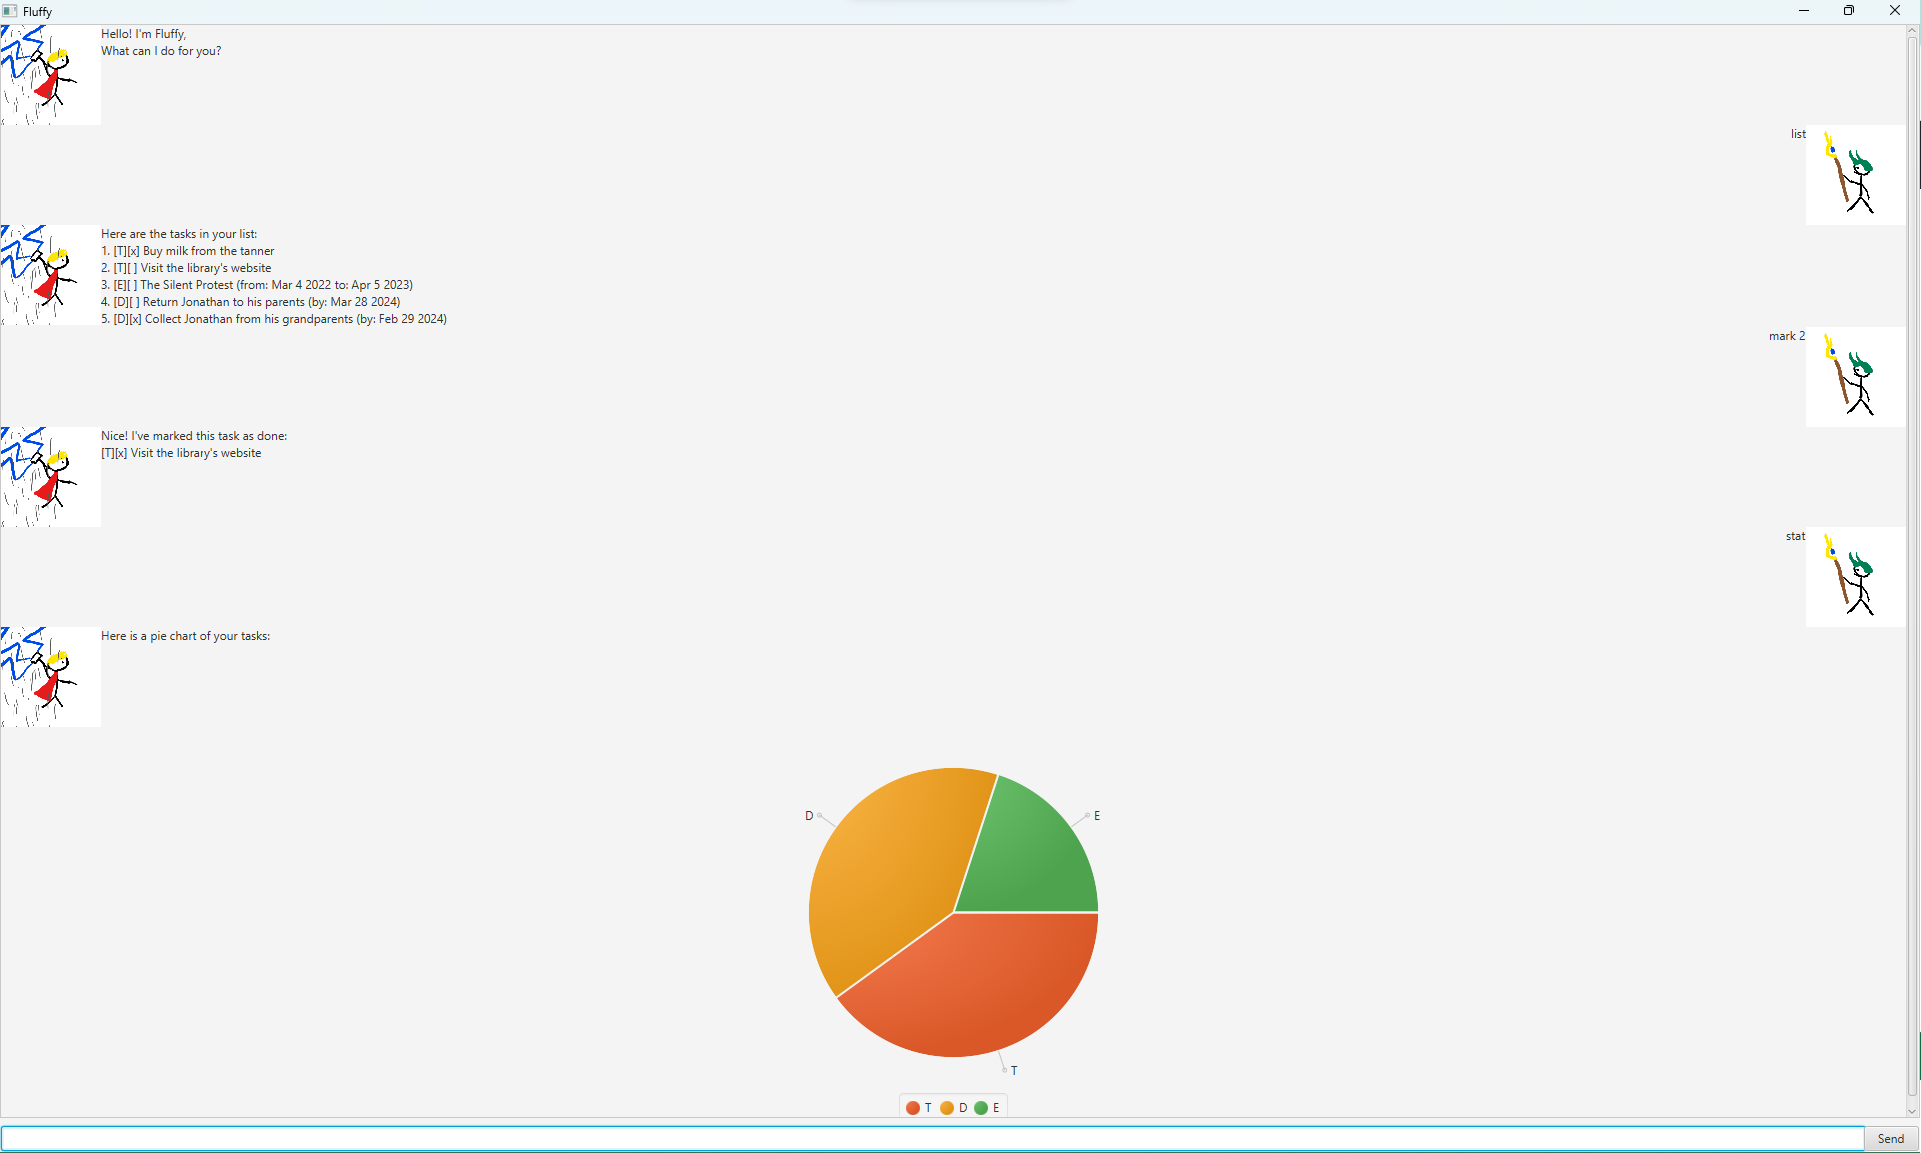 Fluffy
Hello! I'm Fluffy,
What can I do for you?
list
Here are the tasks in your list:
1. [T][x] Buy milk from the tanner
2. [T][ ] Visit the library's website
3. [E][ ] The Silent Protest (from: Mar 4 2022 to: Apr 5 2023)
4. [D][ ] Return Jonathan to his parents (by: Mar 28 2024)
5. [D][x] Collect Jonathan from his grandparents (by: Feb 29 2024)
mark 2
Nice! I've marked this task as done:
[T][x] Visit the library's website
stat
Here is a pie chart of your tasks:
D
E
T
T D E
Send